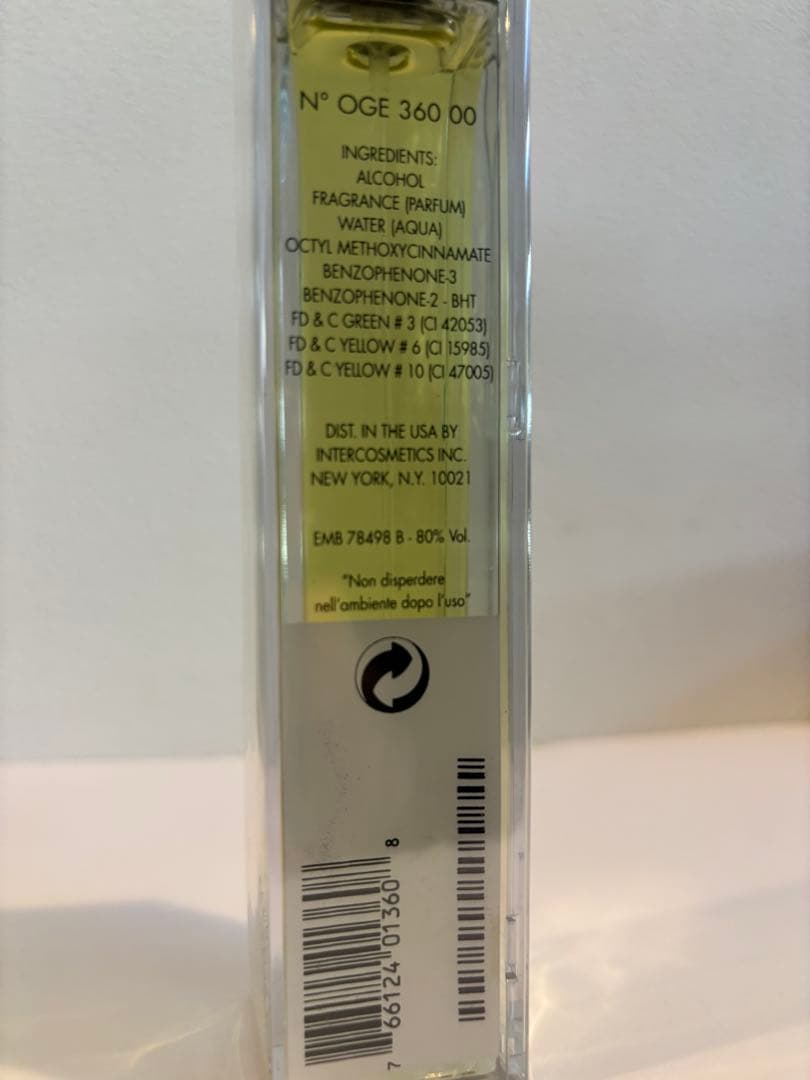 N° OGE 360 00
INGREDIENTS:
ALCOHOL
FRAGRANCE (PARFUM)
WATER (AQUA)
OCTYL METHOXYCINNAMATE
BENZOPHENONE-3
BENZOPHENONE-2 - BHT
FD & C GREEN # 3 (CI 42053)
FD & C YELLOW # 6 (CI 15985)
FD & C YELLOW # 10 (CI 47005)
DIST. IN THE USA BY
INTERCOSMETICS INC.
NEW YORK, N.Y. 10021
EMB 78498 B - 80% Vol.
"Non disperdere
nell'ambiente dopo l'uso"
7 66124 01360 8